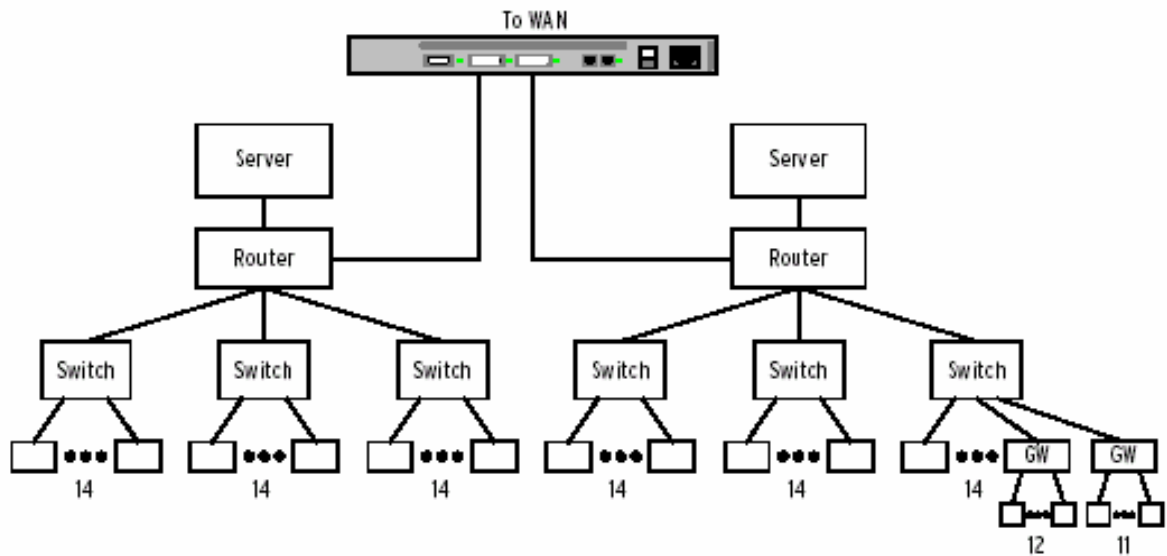 To WAN
Server
Server
Router
Router
Switch
Switch
Switch
Switch
Switch
Switch
GW
GW
14
14
14
14
14
14
12
11